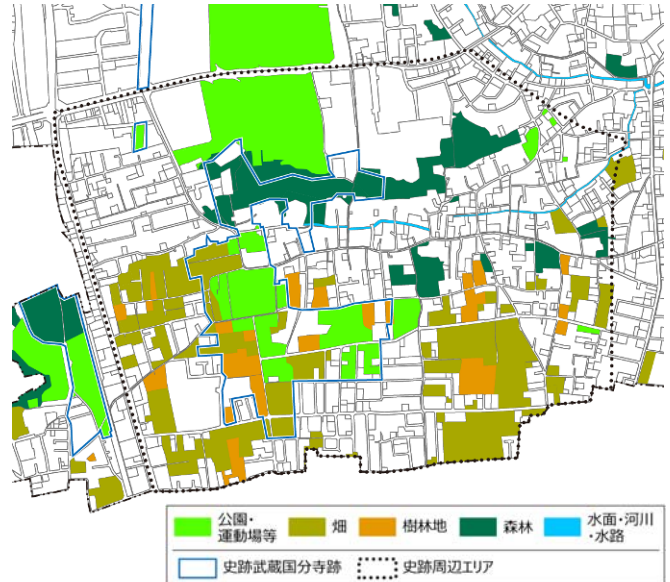 公園・
運動場等
畑
樹林地
森林
水面・河川
・水路
史跡武蔵国分寺跡
史跡周辺エリア